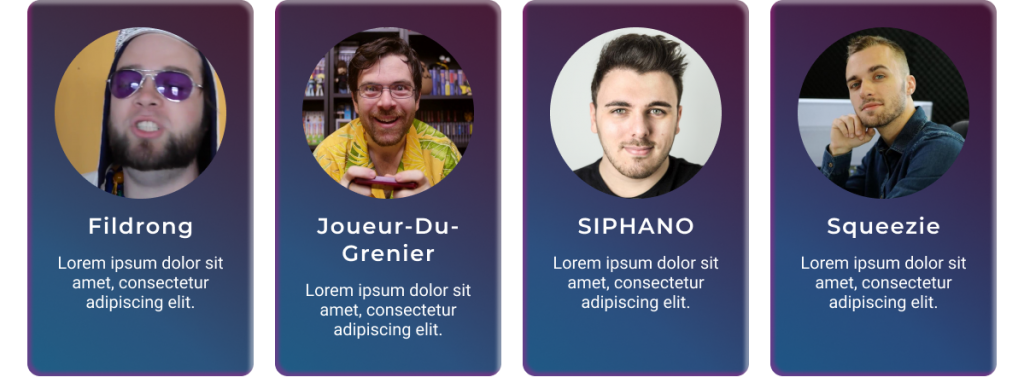 Fildrong
Lorem ipsum dolor sit
amet, consectetur
adipiscing elit.
Joueur-Du-
Grenier
Lorem ipsum dolor sit
amet, consectetur
adipiscing elit.
SIPHANO
Lorem ipsum dolor sit
amet, consectetur
adipiscing elit.
Squeezie
Lorem ipsum dolor sit
amet, consectetur
adipiscing elit.